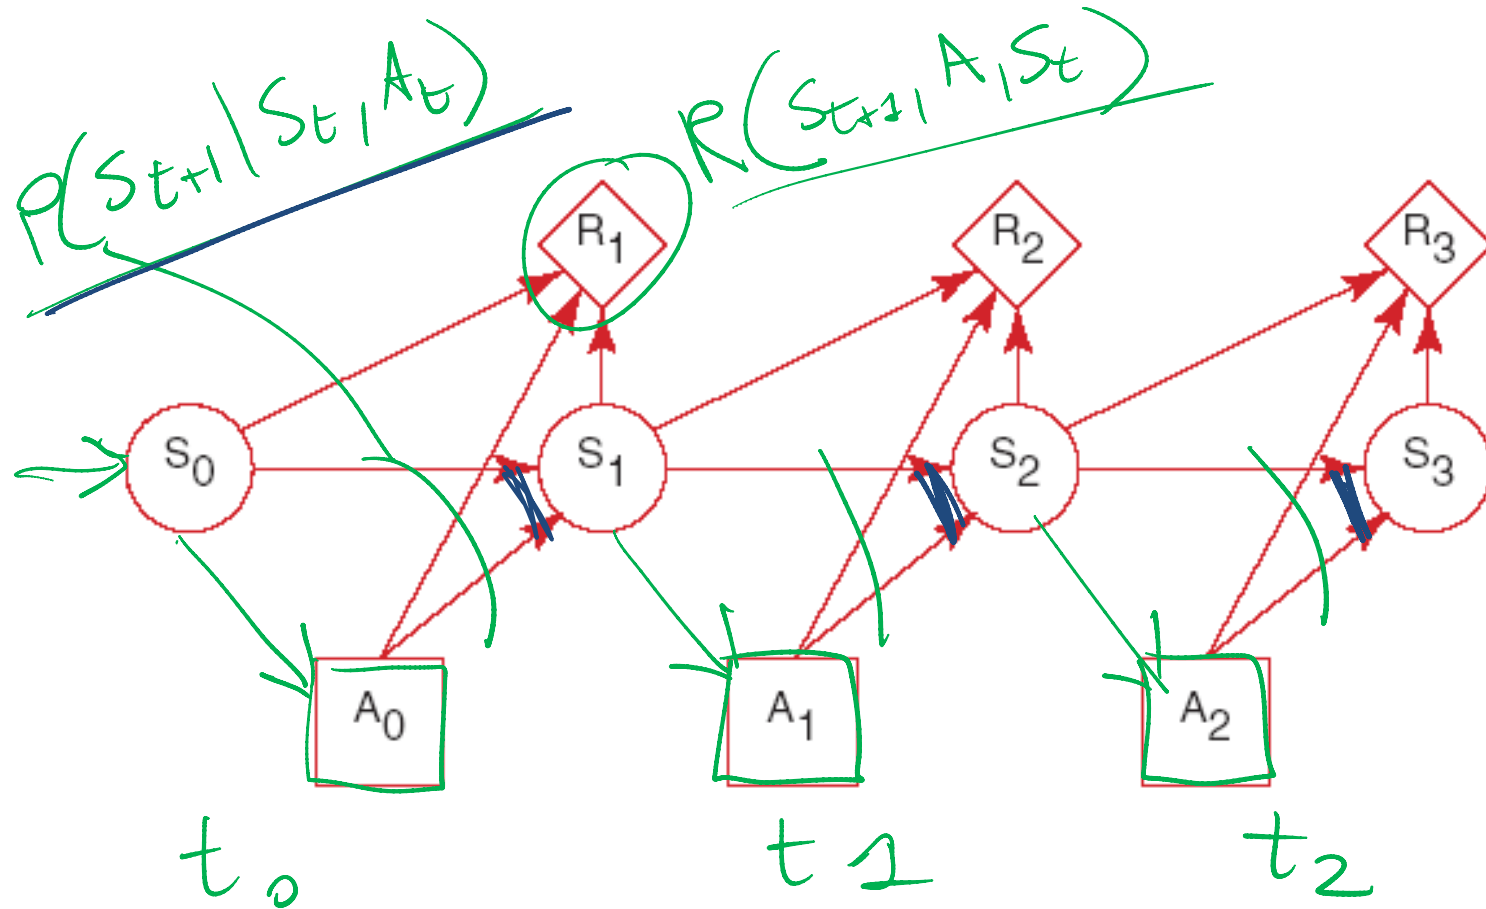 P(St+1|St,At)
R(St+1,A,St)
R1 R2 R3
S0 S1 S2 S3
A0 A1 A2
t0 t1 t2